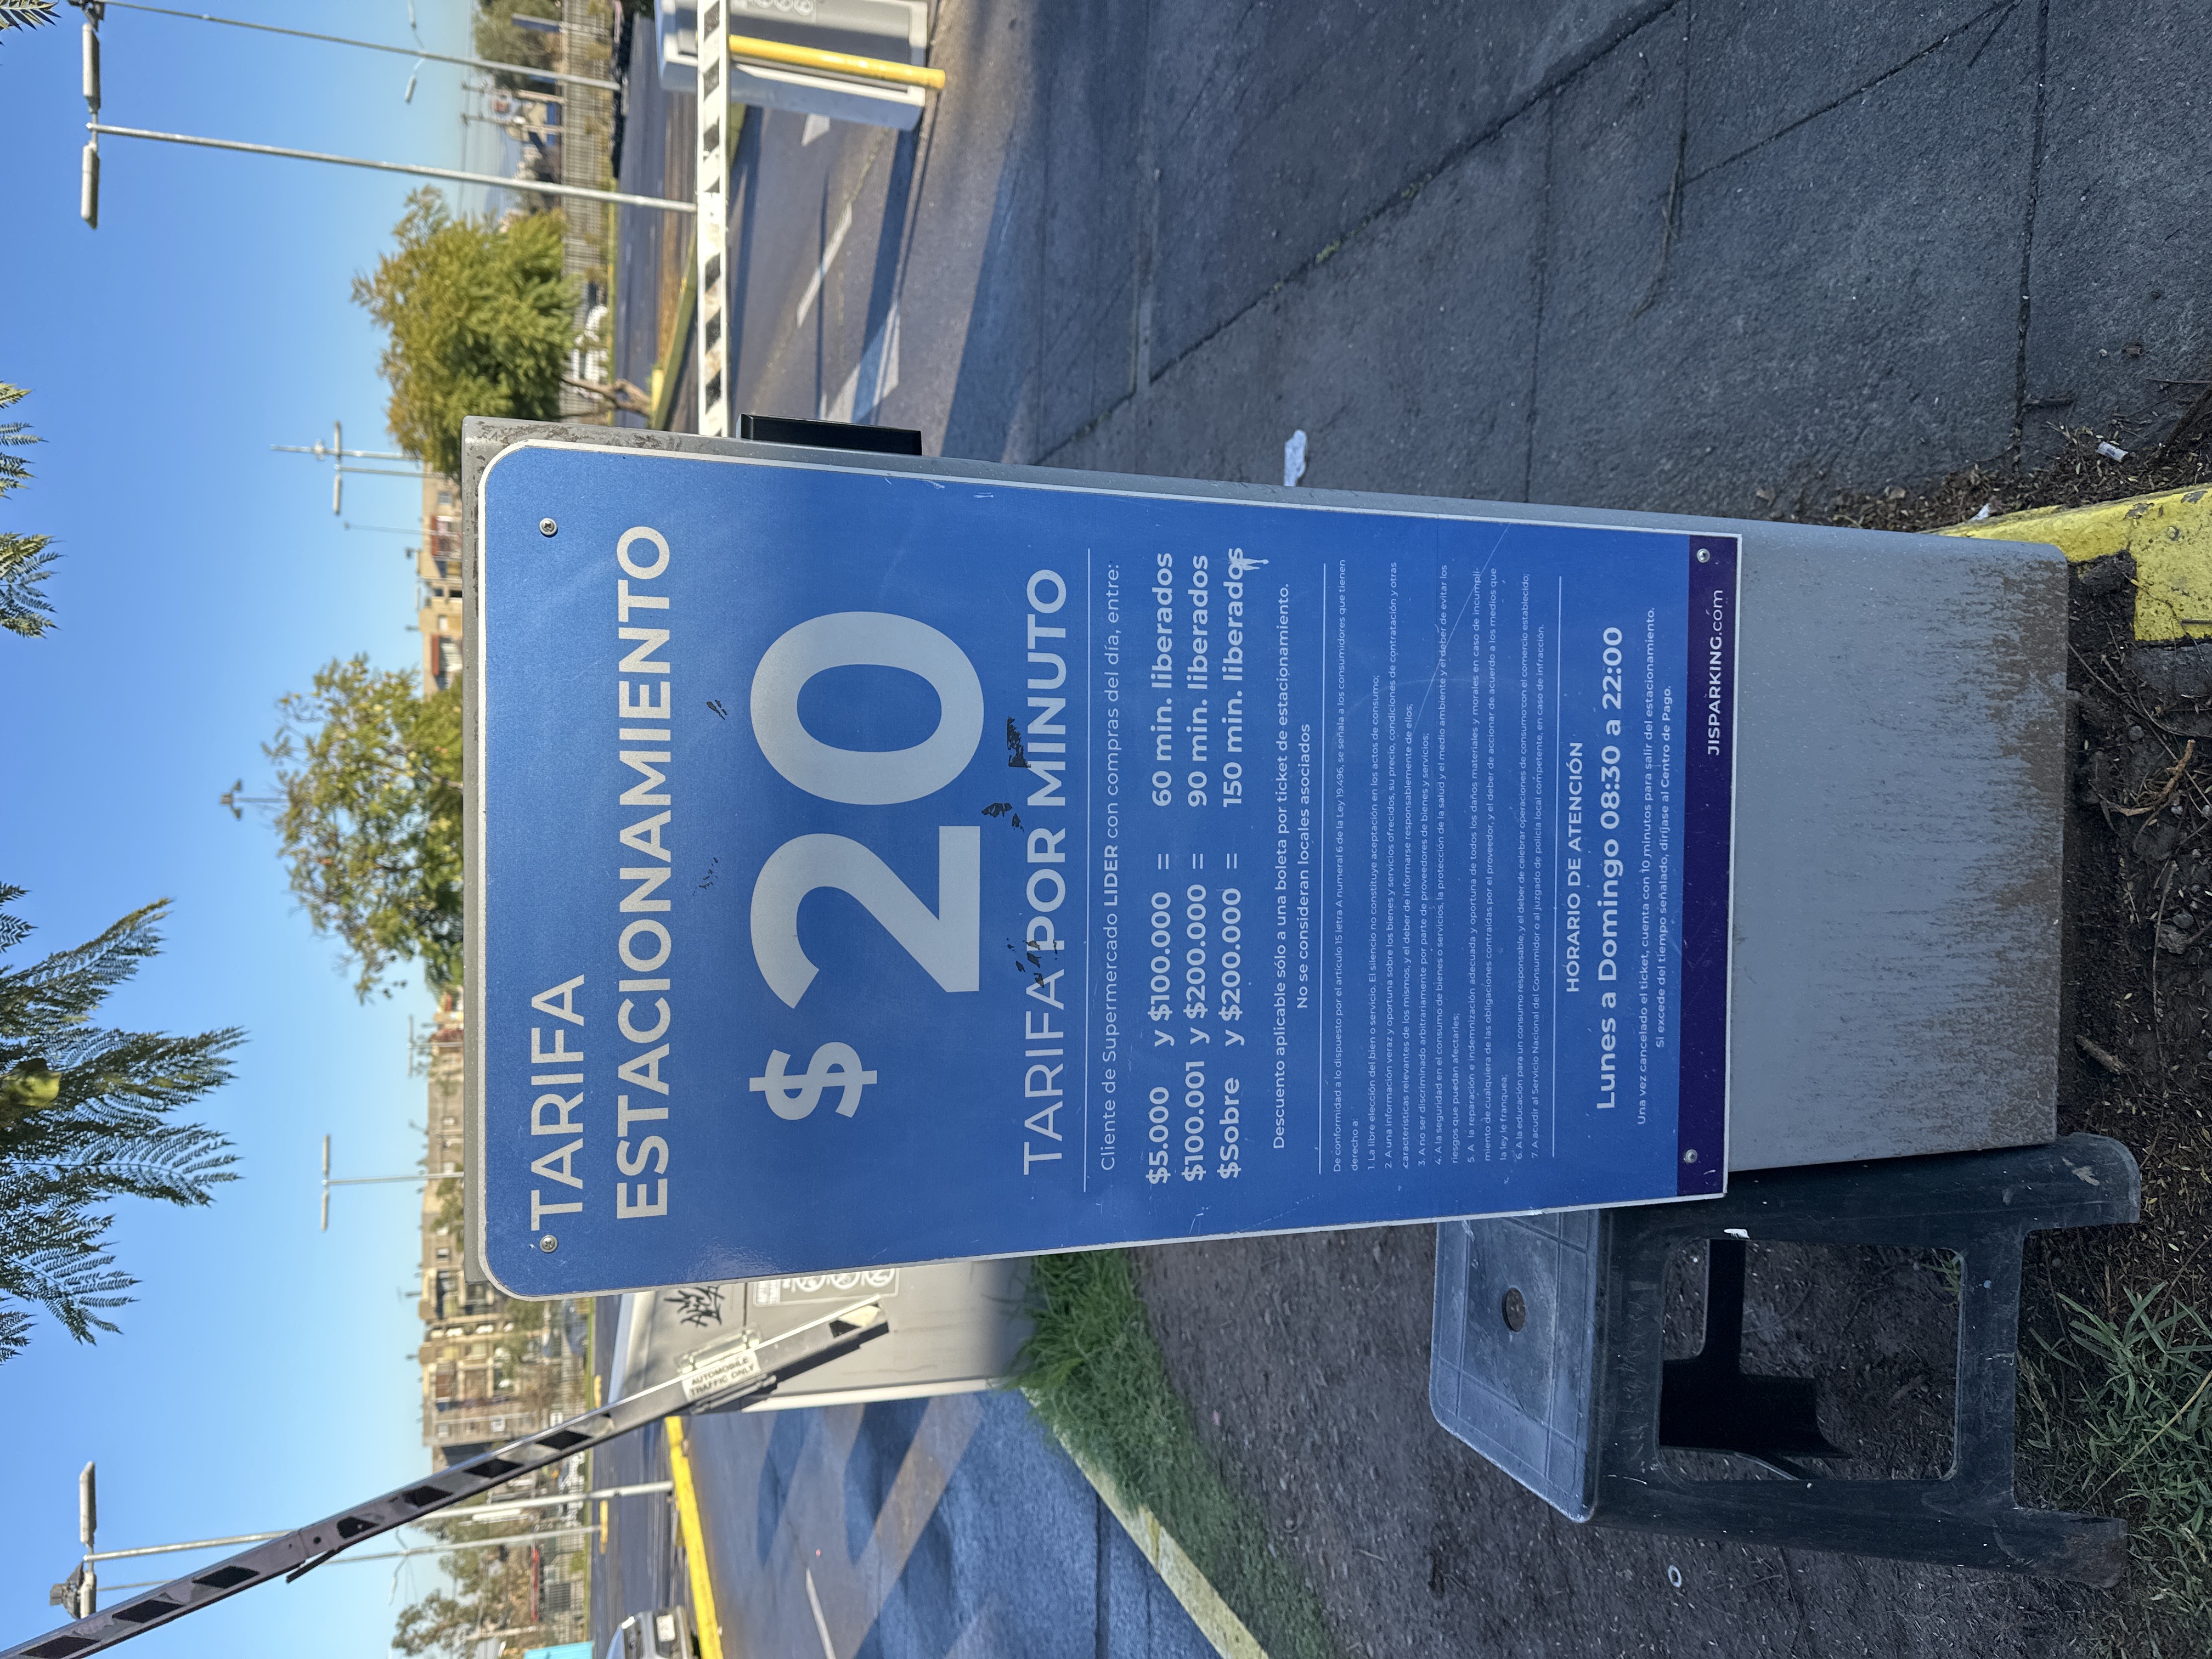 TARIFA
ESTACIONAMIENTO
$20
TARIFA POR MINUTO
Cliente de Supermercado LIDER con compras del día, entre:
$5.000 y $100.000 = 60 min. liberados
$100.001 y $200.000 = 90 min. liberados
$Sobre y $200.000 = 150 min. liberados
Descuento aplicable sólo a una boleta por ticket de estacionamiento.
No se consideran locales asociados
De conformidad a lo dispuesto por el artículo 15 letra A numeral 6 de la Ley 19.496, se señala a los consumidores que tienen
derecho a:
1. La libre elección del bien o servicio. El silencio no constituye aceptación en los actos de consumo;
2. A una información veraz y oportuna sobre los bienes y servicios ofrecidos, su precio, condiciones de contratación y otras
características relevantes de los mismos, y el deber de informarse responsablemente de ellos;
3. A no ser discriminado arbitrariamente por parte de proveedores de bienes y servicios;
4. A la seguridad en el consumo de bienes o servicios, la protección de la salud y el medio ambiente y el deber de evitar los
riesgos que puedan afectarles;
5. A la reparación e indemnización adecuada y oportuna de todos los daños materiales y morales en caso de incumpli-
miento de cualquiera de las obligaciones contraídas por el proveedor, y el deber de accionar de acuerdo a los medios que
la ley le franquea;
6. A la educación para un consumo responsable, y el deber de celebrar operaciones de consumo con el comercio establecido;
7. A acudir al Servicio Nacional del Consumidor o al juzgado de policía local competente, en caso de infracción.
HORARIO DE ATENCIÓN
Lunes a Domingo 08:30 a 22:00
Una vez cancelado el ticket, cuenta con 10 minutos para salir del estacionamiento.
Si excede del tiempo señalado, diríjase al Centro de Pago.
JISPARKING.com
AUTOMOBILE
TRAFFIC ONLY